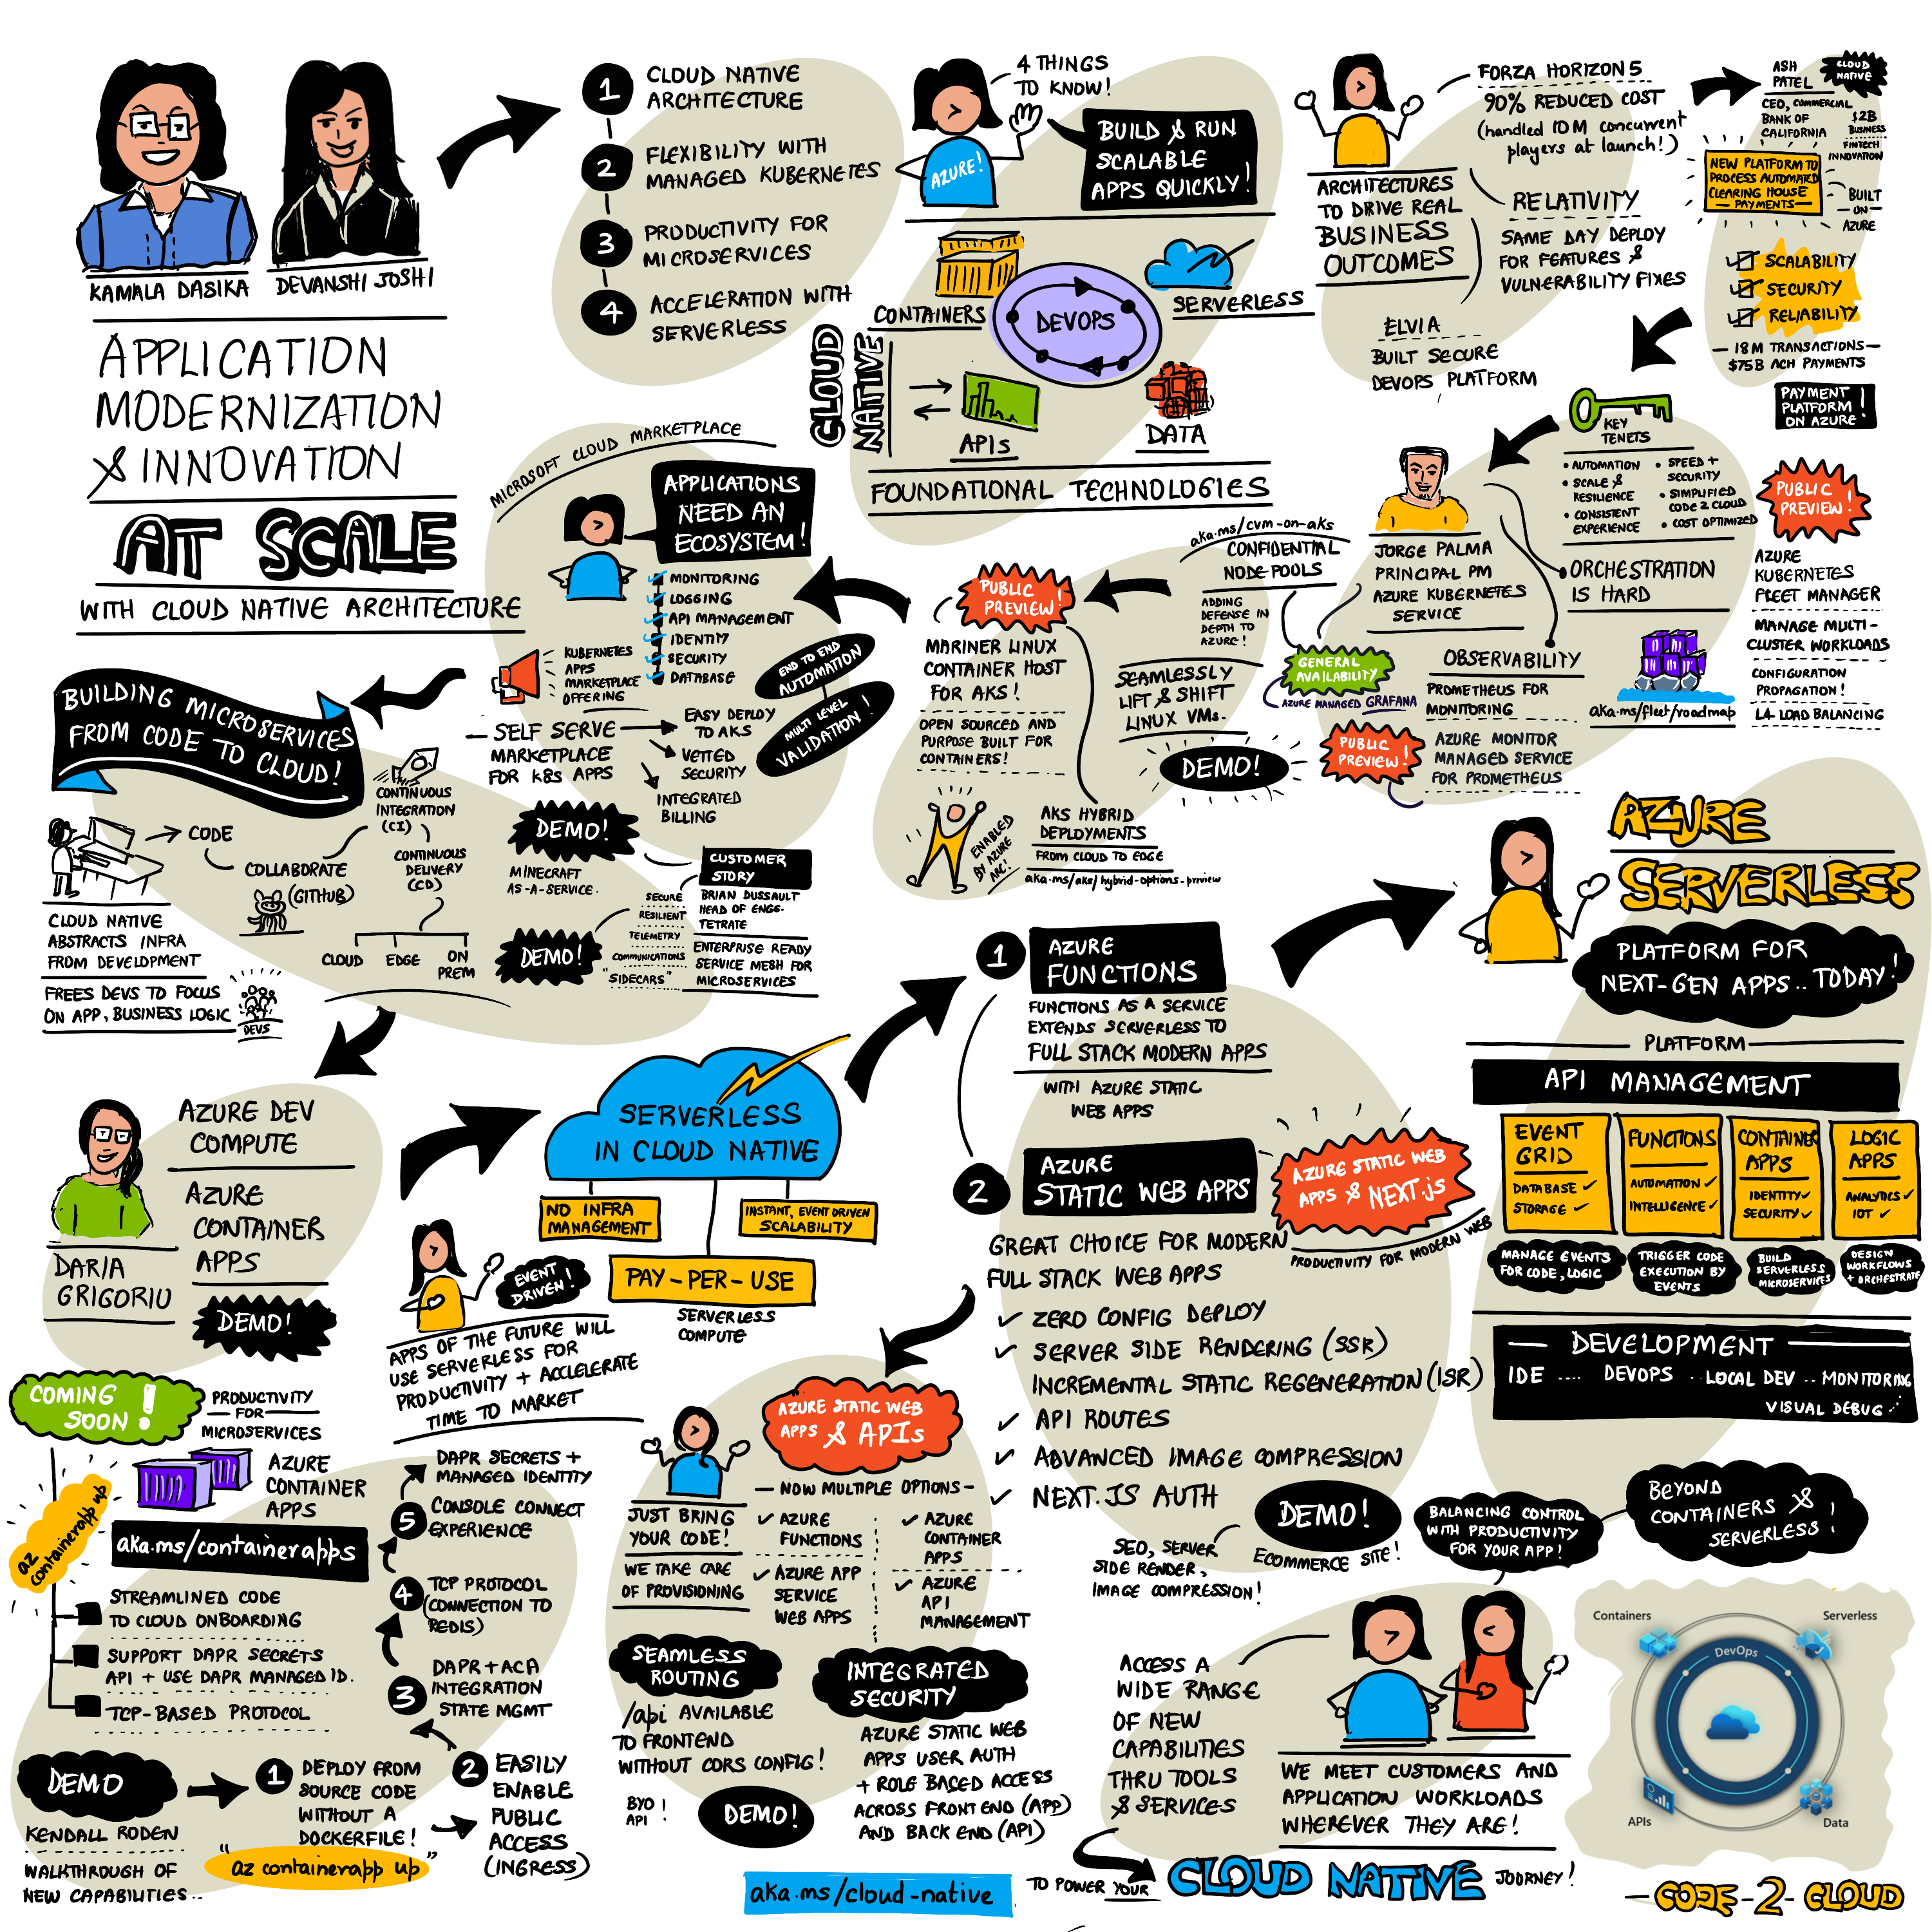 KAMALA DASIKA
DEVANSHI JOSHI
APPLICATION
MODERNIZATION
& INNOVATION
AT SCALE
WITH CLOUD NATIVE ARCHITECTURE
1
CLOUD NATIVE
ARCHITECTURE
2
FLEXIBILITY WITH
MANAGED KUBERNETES
3
PRODUCTIVITY FOR
MICROSERVICES
4
ACCELERATION WITH
SERVERLESS
4 THINGS
TO KNOW!
AZURE!
BUILD & RUN
SCALABLE
APPS QUICKLY!
CONTAINERS
SERVERLESS
DEVOPS
CLOUD
NATIVE
APIs
DATA
FOUNDATIONAL TECHNOLOGIES
ARCHITECTURES
TO DRIVE REAL
BUSINESS
OUTCOMES
FORZA HORIZON 5
90% REDUCED COST
(handled 10M concurrent
players at launch!)
RELATIVITY
SAME DAY DEPLOY
FOR FEATURES &
VULNERABILITY FIXES
ELVIA
BUILT SECURE
DEVOPS PLATFORM
ASH
PATEL
CLOUD
NATIVE
CEO, COMMERCIAL
BANK OF
CALIFORNIA
$2B
BUSINESS
FINTECH
INNOVATION
NEW PLATFORM TO
PROCESS AUTOMATED
CLEARING HOUSE
PAYMENTS
BUILT
ON
AZURE
SCALABILITY
SECURITY
RELIABILITY
18M TRANSACTIONS
$75B ACH PAYMENTS
PAYMENT
PLATFORM
ON AZURE!
KEY
TENETS
• AUTOMATION
• SCALE &
RESILIENCE
• CONSISTENT
EXPERIENCE
• SPEED +
SECURITY
• SIMPLIFIED
CODE 2 CLOUD
• COST OPTIMIZED
JORGE PALMA
PRINCIPAL PM
AZURE KUBERNETES
SERVICE
ORCHESTRATION
IS HARD
PUBLIC
PREVIEW!
AZURE
KUBERNETES
FLEET MANAGER
MANAGE MULTI-
CLUSTER WORKLOADS
CONFIGURATION
PROPAGATION!
L4 LOAD BALANCING
aka.ms/fleet/roadmap
OBSERVABILITY
PROMETHEUS FOR
MONITORING
GENERAL
AVAILABILITY
AZURE MANAGED GRAFANA
PUBLIC
PREVIEW!
AZURE MONITOR
MANAGED SERVICE
FOR PROMETHEUS
aka.ms/cvm-on-aks
CONFIDENTIAL
NODE POOLS
ADDING
DEFENSE IN
DEPTH TO
AZURE!
SEAMLESSLY
LIFT & SHIFT
LINUX VMs.
DEMO!
PUBLIC
PREVIEW!
MARINER LINUX
CONTAINER HOST
FOR AKS!
OPEN SOURCED AND
PURPOSE BUILT FOR
CONTAINERS!
ENABLED
BY AZURE
ARC!
AKS HYBRID
DEPLOYMENTS
FROM CLOUD TO EDGE
aka.ms/aks/hybrid-options-preview
MICROSOFT CLOUD MARKETPLACE
APPLICATIONS
NEED AN
ECOSYSTEM!
MONITORING
LOGGING
API MANAGEMENT
IDENTITY
SECURITY
DATABASE
KUBERNETES
APPS
MARKETPLACE
OFFERING
END TO END
AUTOMATION
MULTI LEVEL
VALIDATION!
SELF SERVE
MARKETPLACE
FOR K8S APPS
EASY DEPLOY
TO AKS
VETTED
SECURITY
INTEGRATED
BILLING
DEMO!
MINECRAFT
AS-A-SERVICE.
CUSTOMER
STORY
BRIAN DUSSAULT
HEAD OF ENGG.
TETRATE
ENTERPRISE READY
SERVICE MESH FOR
MICROSERVICES
DEMO!
SECURE
RESILIENT
TELEMETRY
COMMUNICATIONS
"SIDECARS"
BUILDING MICROSERVICES
FROM CODE
TO CLOUD!
CODE
COLLABORATE
(GITHUB)
CONTINUOUS
INTEGRATION
(CI)
CONTINUOUS
DELIVERY
(CD)
CLOUD
EDGE
ON
PREM
CLOUD NATIVE
ABSTRACTS INFRA
FROM DEVELOPMENT
FREES DEVS TO FOCUS
ON APP, BUSINESS LOGIC
DEVS
DARIA
GRIGORIU
AZURE DEV
COMPUTE
AZURE
CONTAINER
APPS
DEMO!
COMING
SOON!
PRODUCTIVITY
FOR
MICROSERVICES
AZURE
CONTAINER
APPS
az
containerapp up
aka.ms/containerapps
STREAMLINED CODE
TO CLOUD ONBOARDING
SUPPORT DAPR SECRETS
API + USE DAPR MANAGED ID.
TCP-BASED PROTOCOL
DEMO
KENDALL RODEN
WALKTHROUGH OF
NEW CAPABILITIES..
1
DEPLOY FROM
SOURCE CODE
WITHOUT A
DOCKERFILE!
"az containerapp up"
2
EASILY
ENABLE
PUBLIC
ACCESS
(INGRESS)
3
DAPR + ACA
INTEGRATION
STATE MGMT
4
TCP PROTOCOL
(CONNECTION TO
REDIS)
5
CONSOLE CONNECT
EXPERIENCE
DAPR SECRETS +
MANAGED IDENTITY
SERVERLESS
IN CLOUD NATIVE
NO INFRA
MANAGEMENT
INSTANT, EVENT DRIVEN
SCALABILITY
PAY-PER-USE
SERVERLESS
COMPUTE
EVENT
DRIVEN!
APPS OF THE FUTURE WILL
USE SERVERLESS FOR
PRODUCTIVITY + ACCLELERATE
TIME TO MARKET
1
AZURE
FUNCTIONS
FUNCTIONS AS A SERVICE
EXTENDS SERVERLESS TO
FULL STACK MODERN APPS
WITH AZURE STATIC
WEB APPS
2
AZURE
STATIC WEB APPS
AZURE STATIC WEB
APPS & NEXT.js
PRODUCTIVITY FOR MODERN WEB
GREAT CHOICE FOR MODERN
FULL STACK WEB APPS
ZERO CONFIG DEPLOY
SERVER SIDE RENDERING (SSR)
INCREMENTAL STATIC REGENERATION (ISR)
API ROUTES
ADVANCED IMAGE COMPRESSION
NEXT.JS AUTH
DEMO!
ECOMMERCE SITE!
SEO, SERVER
SIDE RENDER,
IMAGE COMPRESSION!
AZURE STATIC WEB
APPS & APIs
NOW MULTIPLE OPTIONS
AZURE
FUNCTIONS
AZURE APP
SERVICE
WEB APPS
AZURE
CONTAINER
APPS
AZURE
API
MANAGEMENT
JUST BRING
YOUR CODE!
WE TAKE CARE
OF PROVISIONING
SEAMLESS
ROUTING
/api AVAILABLE
TO FRONTEND
WITHOUT CORS CONFIG!
BYO
API!
DEMO!
INTEGRATED
SECURITY
AZURE STATIC WEB
APPS USER AUTH
+ ROLE BASED ACCESS
ACROSS FRONT END (APP)
AND BACK END (API)
AZURE
SERVERLESS
PLATFORM FOR
NEXT-GEN APPS.. TODAY!
PLATFORM
API MANAGEMENT
EVENT
GRID
DATABASE ✓
STORAGE ✓
FUNCTIONS
AUTOMATION ✓
INTELLIGENCE ✓
CONTAINER
APPS
IDENTITY ✓
SECURITY ✓
LOGIC
APPS
ANALYTICS ✓
IOT ✓
MANAGE EVENTS
FOR CODE, LOGIC
TRIGGER CODE
EXECUTION BY
EVENTS
BUILD
SERVERLESS
MICROSERVICES
DESIGN
WORKFLOWS
+ ORCHESTRATE
DEVELOPMENT
IDE .... DEVOPS .. LOCAL DEV .. MONITORING
VISUAL DEBUG
BALANCING CONTROL
WITH PRODUCTIVITY
FOR YOUR APP!
BEYOND
CONTAINERS &
SERVERLESS!
ACCESS A
WIDE RANGE
OF NEW
CAPABILITIES
THRU TOOLS
& SERVICES
WE MEET CUSTOMERS AND
APPLICATION WORKLOADS
WHEREVER THEY ARE!
TO POWER YOUR
CLOUD NATIVE JOURNEY!
aka.ms/cloud-native
Containers
Serverless
DevOps
APIs
Data
CODE-2-CLOUD